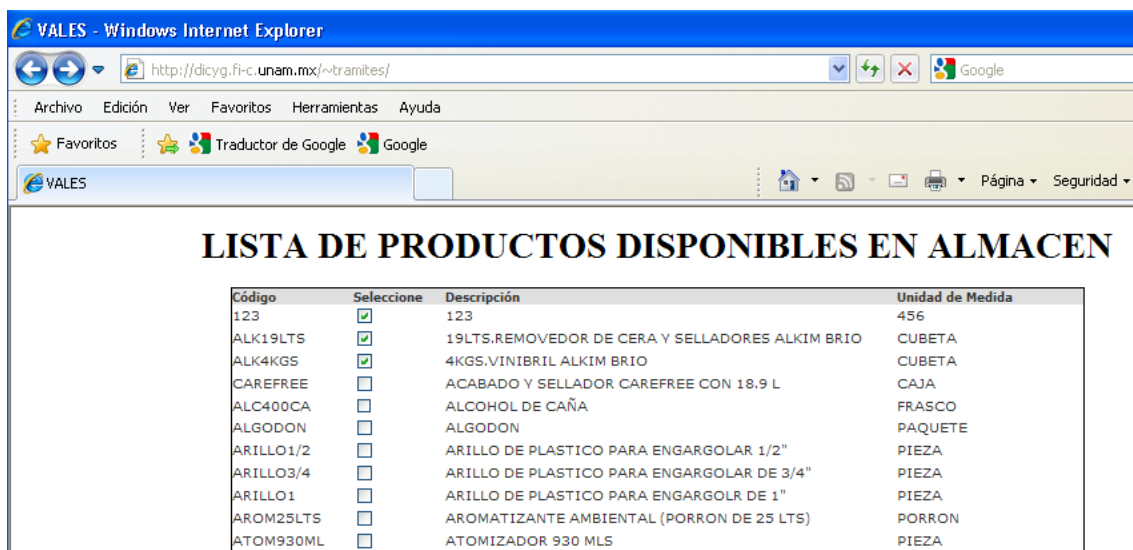 VALES - Windows Internet Explorer
http://dicyg.fi-c.unam.mx/~tramites/ Google
Archivo Edición Ver Favoritos Herramientas Ayuda
Favoritos Traductor de Google Google
VALES Página Seguridad
LISTA DE PRODUCTOS DISPONIBLES EN ALMACEN
Código Seleccione Descripción Unidad de Medida
123 123 456
ALK19LTS 19LTS.REMOVEDOR DE CERA Y SELLADORES ALKIM BRIO CUBETA
ALK4KGS 4KGS.VINIBRIL ALKIM BRIO CUBETA
CAREFREE ACABADO Y SELLADOR CAREFREE CON 18.9 L CAJA
ALC400CA ALCOHOL DE CAÑA FRASCO
ALGODON ALGODON PAQUETE
ARILLO1/2 ARILLO DE PLASTICO PARA ENGARGOLAR 1/2" PIEZA
ARILLO3/4 ARILLO DE PLASTICO PARA ENGARGOLAR DE 3/4" PIEZA
ARILLO1 ARILLO DE PLASTICO PARA ENGARGOLR DE 1" PIEZA
AROM25LTS AROMATIZANTE AMBIENTAL (PORRON DE 25 LTS) PORRON
ATOM930ML ATOMIZADOR 930 MLS PIEZA